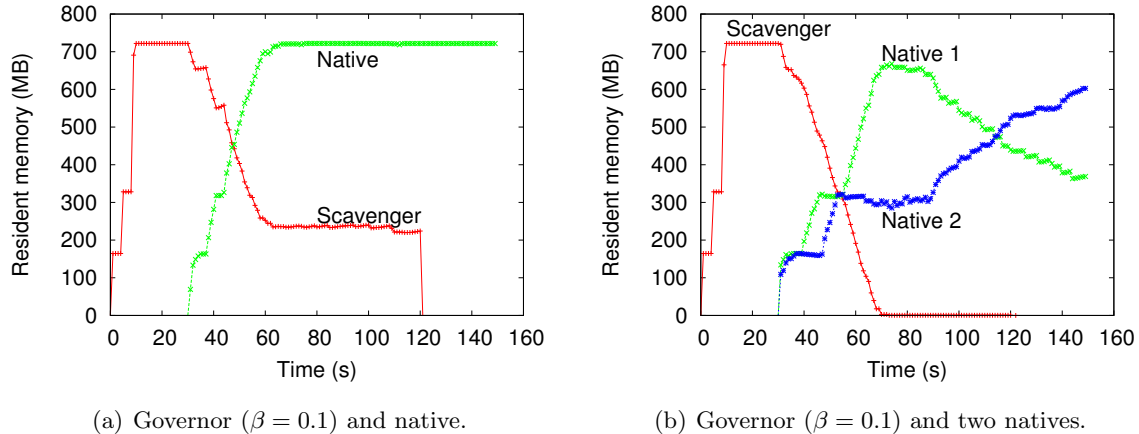 800
700
600
500
400
300
200
100
0
Resident memory (MB)
Native
Scavenger
0 20 40 60 80 100 120 140 160
Time (s)
(a) Governor (β = 0.1) and native.
800
700
600
500
400
300
200
100
0
Resident memory (MB)
Scavenger
Native 1
Native 2
0 20 40 60 80 100 120 140 160
Time (s)
(b) Governor (β = 0.1) and two natives.